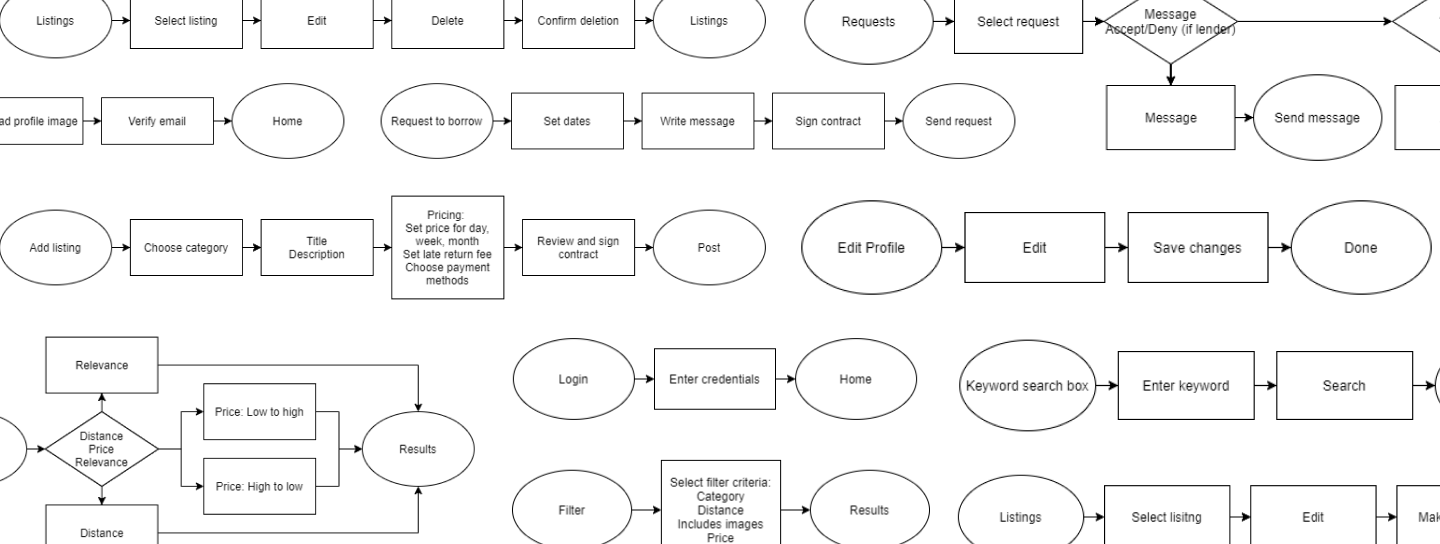 Listings
Select listing
Edit
Delete
Confirm deletion
Listings
Requests
Select request
Message
Accept/Deny (if lender)
profile image
Verify email
Home
Request to borrow
Set dates
Write message
Sign contract
Send request
Message
Send message
Add listing
Choose category
Title
Description
Pricing:
Set price for day,
week, month
Set late return fee
Choose payment
methods
Review and sign
contract
Post
Edit Profile
Edit
Save changes
Done
Relevance
Distance
Price
Relevance
Price: Low to high
Price: High to low
Distance
Results
Login
Enter credentials
Home
Keyword search box
Enter keyword
Search
Filter
Select filter criteria:
Category
Distance
Includes images
Price
Results
Listings
Select lisitng
Edit